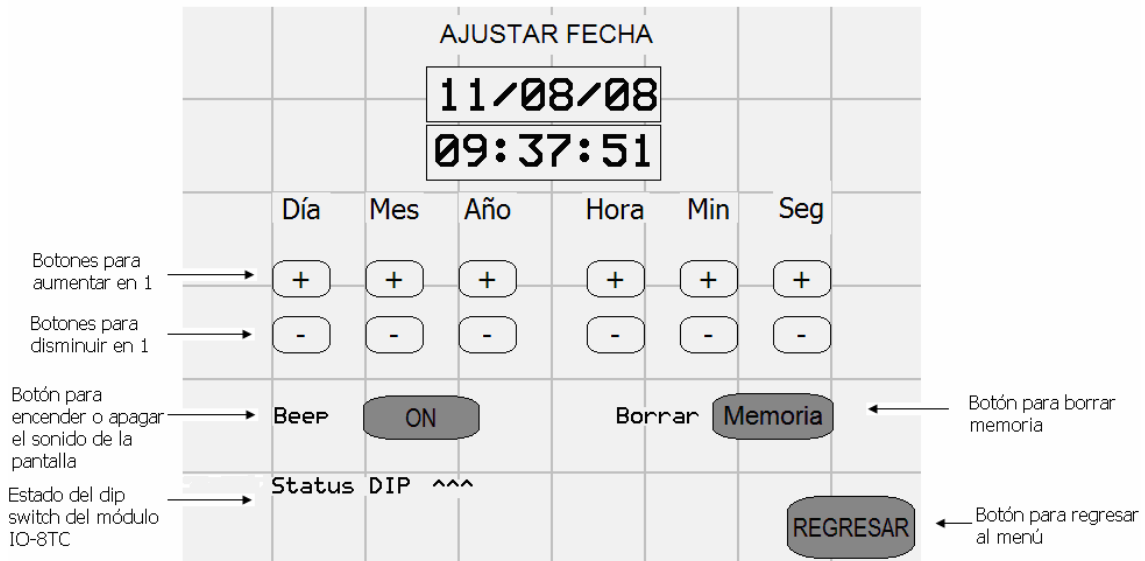 AJUSTAR FECHA
11/08/08
09:37:51
Día Mes Año Hora Min Seg
Botones para
aumentar en 1
+ + + + + +
Botones para
disminuir en 1
- - - - - -
Botón para
encender o apagar
el sonido de la
pantalla
Beep ON Borrar Memoria
Botón para borrar
memoria
Status DIP ^^^
Estado del dip
switch del módulo
IO-8TC
REGRESAR
Botón para regresar
al menú